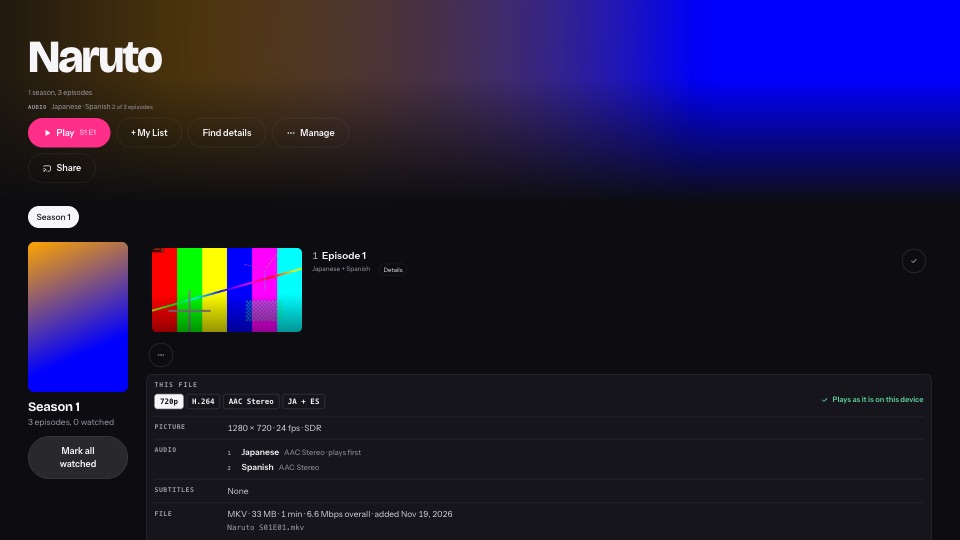 Naruto
1 season, 3 episodes
AUDIO Japanese · Spanish 2 of 3 episodes
Play S1 E1
+ My List
Find details
Manage
Share
Season 1
1 Episode 1
Japanese + Spanish
Details
Season 1
3 episodes, 0 watched
Mark all
watched
THIS FILE
720p H.264 AAC Stereo JA + ES
Plays as it is on this device
PICTURE 1280 × 720 · 24 fps · SDR
AUDIO 1 Japanese AAC Stereo · plays first
2 Spanish AAC Stereo
SUBTITLES None
FILE MKV · 33 MB · 1 min · 6.6 Mbps overall · added Nov 19, 2026
Naruto S01E01.mkv